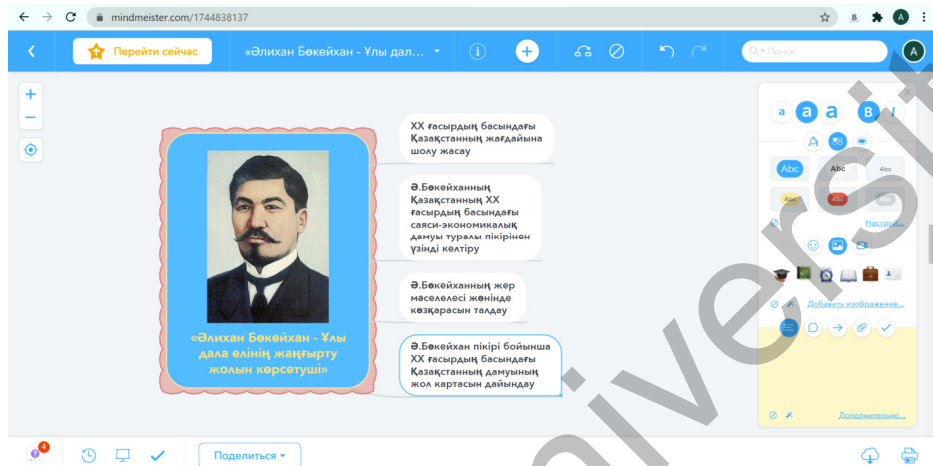 mindmeister.com/1744838137
Перейти сейчас
«Әлихан Бөкейхан - Ұлы дал...
Поиск
A
B
A
ХХ ғасырдың басындағы
Қазақстанның жағдайына
шолу жасау
Ә.Бөкейханның
Қазақстанның ХХ
ғасырдың басындағы
саяси-экономикалық
дамуы туралы пікірінен
үзінді келтіру
Ә.Бөкейханның жер
мәселелесі жөнінде
көзқарасын талдау
Ә.Бөкейхан пікірі бойынша
ХХ ғасырдың басындағы
Қазақстанның дамуының
жол картасын дайындау
«Әлихан Бөкейхан - Ұлы
дала елінің жаңғырту
жолын көрсетуші»
a a a B I
Abc Abc Abc
Abc Abc Abc
Настрой...
Добавить изображение...
Дополнительно...
4
Поделиться